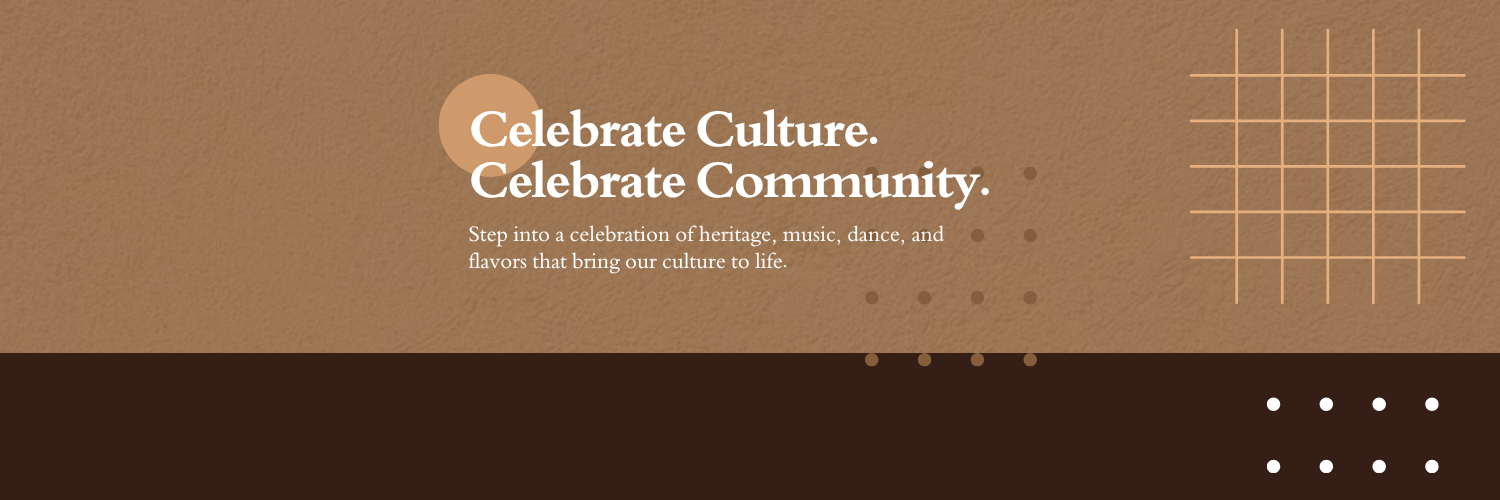 Celebrate Culture.
Celebrate Community.
Step into a celebration of heritage, music, dance, and
flavors that bring our culture to life.